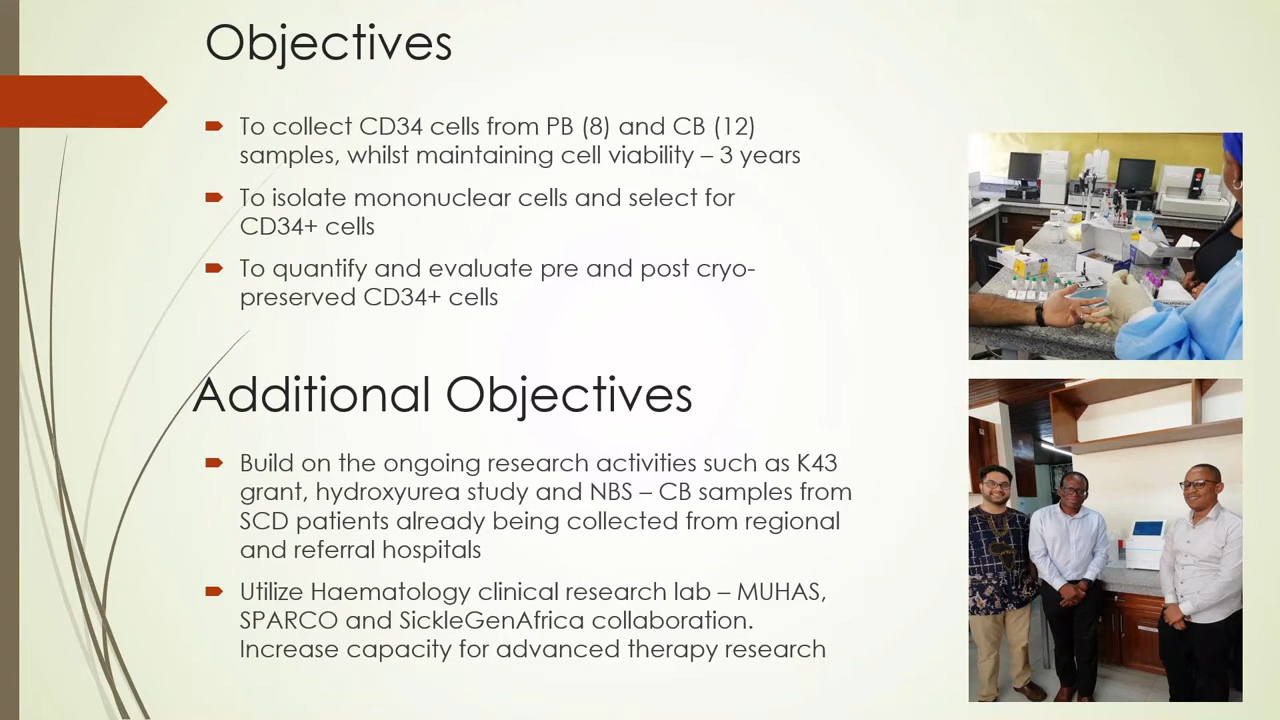 Objectives
To collect CD34 cells from PB (8) and CB (12)
samples, whilst maintaining cell viability – 3 years
To isolate mononuclear cells and select for
CD34+ cells
To quantify and evaluate pre and post cryo-
preserved CD34+ cells
Additional Objectives
Build on the ongoing research activities such as K43
grant, hydroxyurea study and NBS – CB samples from
SCD patients already being collected from regional
and referral hospitals
Utilize Haematology clinical research lab – MUHAS,
SPARCO and SickleGenAfrica collaboration.
Increase capacity for advanced therapy research